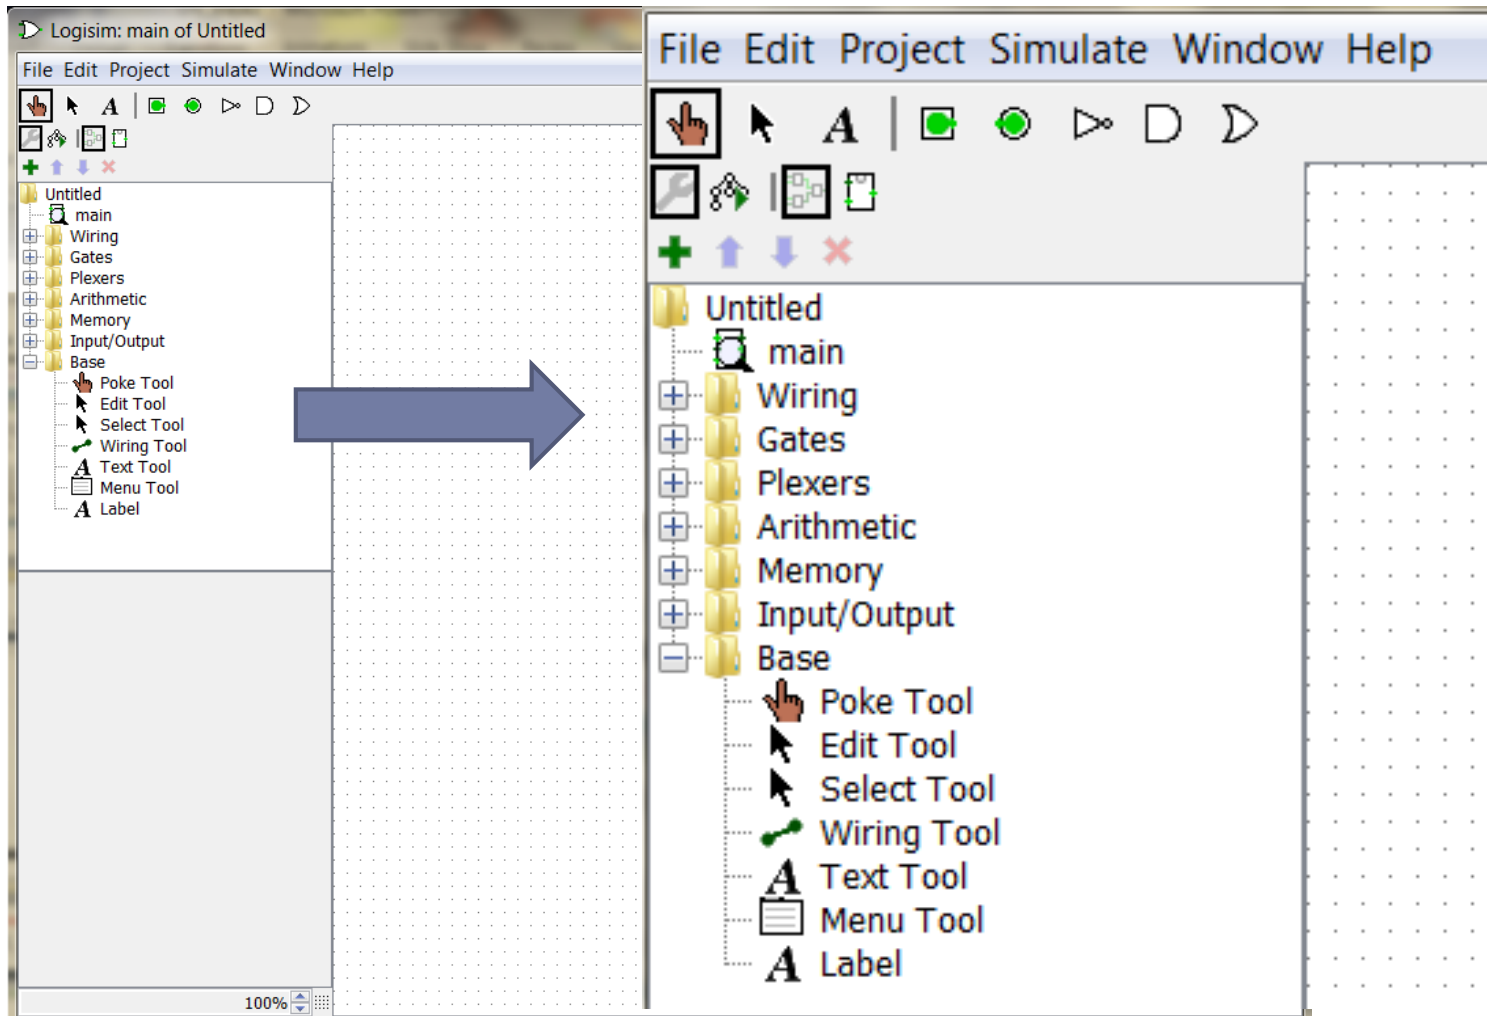 Logisim: main of Untitled
File Edit Project Simulate Window Help
A
Untitled
main
Wiring
Gates
Plexers
Arithmetic
Memory
Input/Output
Base
Poke Tool
Edit Tool
Select Tool
Wiring Tool
A Text Tool
Menu Tool
A Label
100%
File Edit Project Simulate Window Help
A
Untitled
main
Wiring
Gates
Plexers
Arithmetic
Memory
Input/Output
Base
Poke Tool
Edit Tool
Select Tool
Wiring Tool
A Text Tool
Menu Tool
A Label